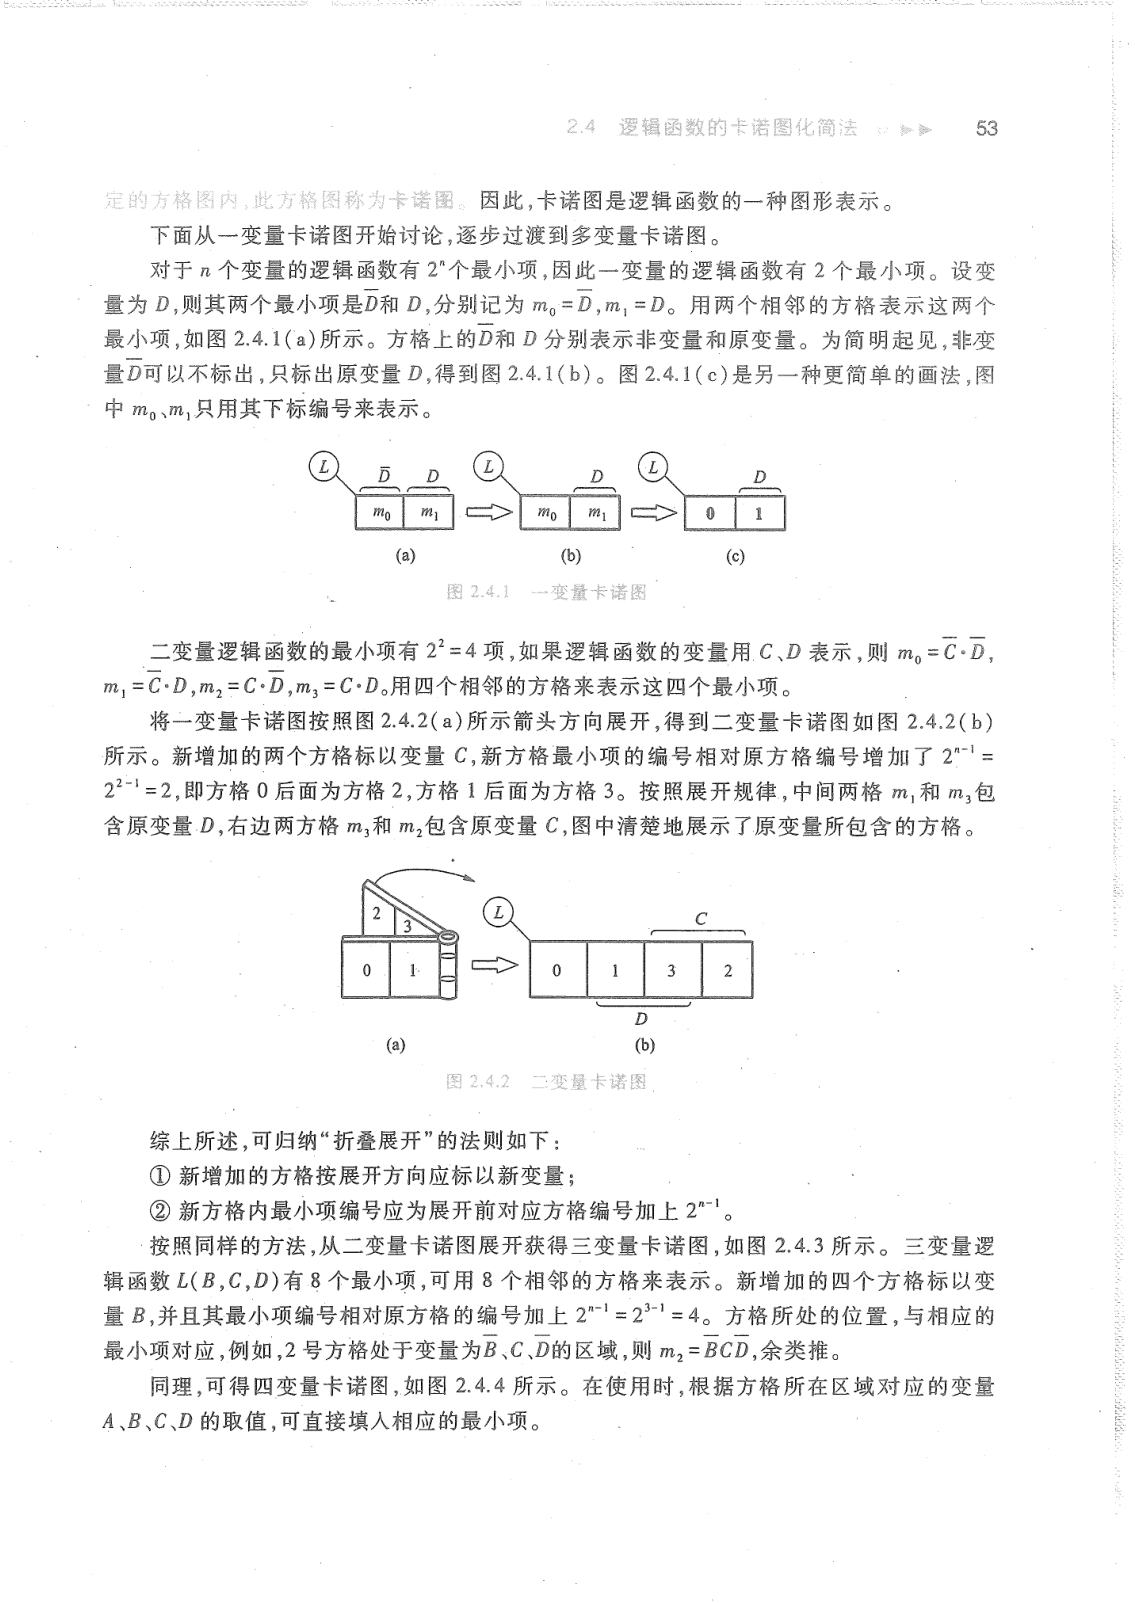 2.4 逻辑函数的卡诺图化简法 53
定的方格图内,此方格图称为卡诺图。因此,卡诺图是逻辑函数的一种图形表示。
下面从一变量卡诺图开始讨论,逐步过渡到多变量卡诺图。
对于 n 个变量的逻辑函数有 2ⁿ个最小项,因此一变量的逻辑函数有 2 个最小项。设变
量为 D,则其两个最小项是D̅和 D,分别记为 m₀=D̅,m₁=D。用两个相邻的方格表示这两个
最小项,如图 2.4.1(a)所示。方格上的D̅和 D 分别表示非变量和原变量。为简明起见,非变
量D̅可以不标出,只标出原变量 D,得到图 2.4.1(b)。图 2.4.1(c)是另一种更简单的画法,图
中 m₀、m₁只用其下标编号来表示。
L D̅ D L D L D
m₀ m₁ m₀ m₁ 0 1
(a) (b) (c)
图 2.4.1 一变量卡诺图
二变量逻辑函数的最小项有 2²=4 项,如果逻辑函数的变量用 C、D 表示,则 m₀=C̅·D̅,
m₁=C̅·D,m₂=C·D̅,m₃=C·D。用四个相邻的方格来表示这四个最小项。
将一变量卡诺图按照图 2.4.2(a)所示箭头方向展开,得到二变量卡诺图如图 2.4.2(b)
所示。新增加的两个方格标以变量 C,新方格最小项的编号相对原方格编号增加了 2ⁿ⁻¹=
2²⁻¹=2,即方格 0 后面为方格 2,方格 1 后面为方格 3。按照展开规律,中间两格 m₁和 m₃包
含原变量 D,右边两方格 m₃和 m₂包含原变量 C,图中清楚地展示了原变量所包含的方格。
2 3 L C
0 1 0 1 3 2
D
(a) (b)
图 2.4.2 二变量卡诺图
综上所述,可归纳“折叠展开”的法则如下:
① 新增加的方格按展开方向应标以新变量;
② 新方格内最小项编号应为展开前对应方格编号加上 2ⁿ⁻¹。
按照同样的方法,从二变量卡诺图展开获得三变量卡诺图,如图 2.4.3 所示。三变量逻
辑函数 L(B,C,D)有 8 个最小项,可用 8 个相邻的方格来表示。新增加的四个方格标以变
量 B,并且其最小项编号相对原方格的编号加上 2ⁿ⁻¹=2³⁻¹=4。方格所处的位置,与相应的
最小项对应,例如,2 号方格处于变量为B̅、C、D̅的区域,则 m₂=B̅CD̅,余类推。
同理,可得四变量卡诺图,如图 2.4.4 所示。在使用时,根据方格所在区域对应的变量
A、B、C、D 的取值,可直接填入相应的最小项。